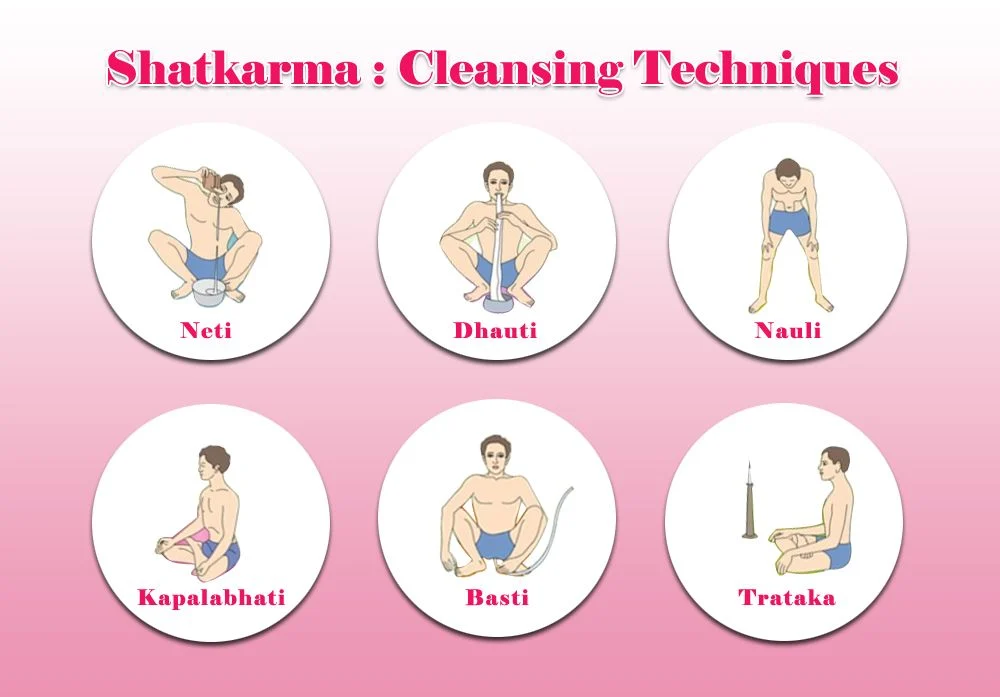 Shatkarma : Cleansing Techniques
Neti
Dhauti
Nauli
Kapalabhati
Basti
Trataka